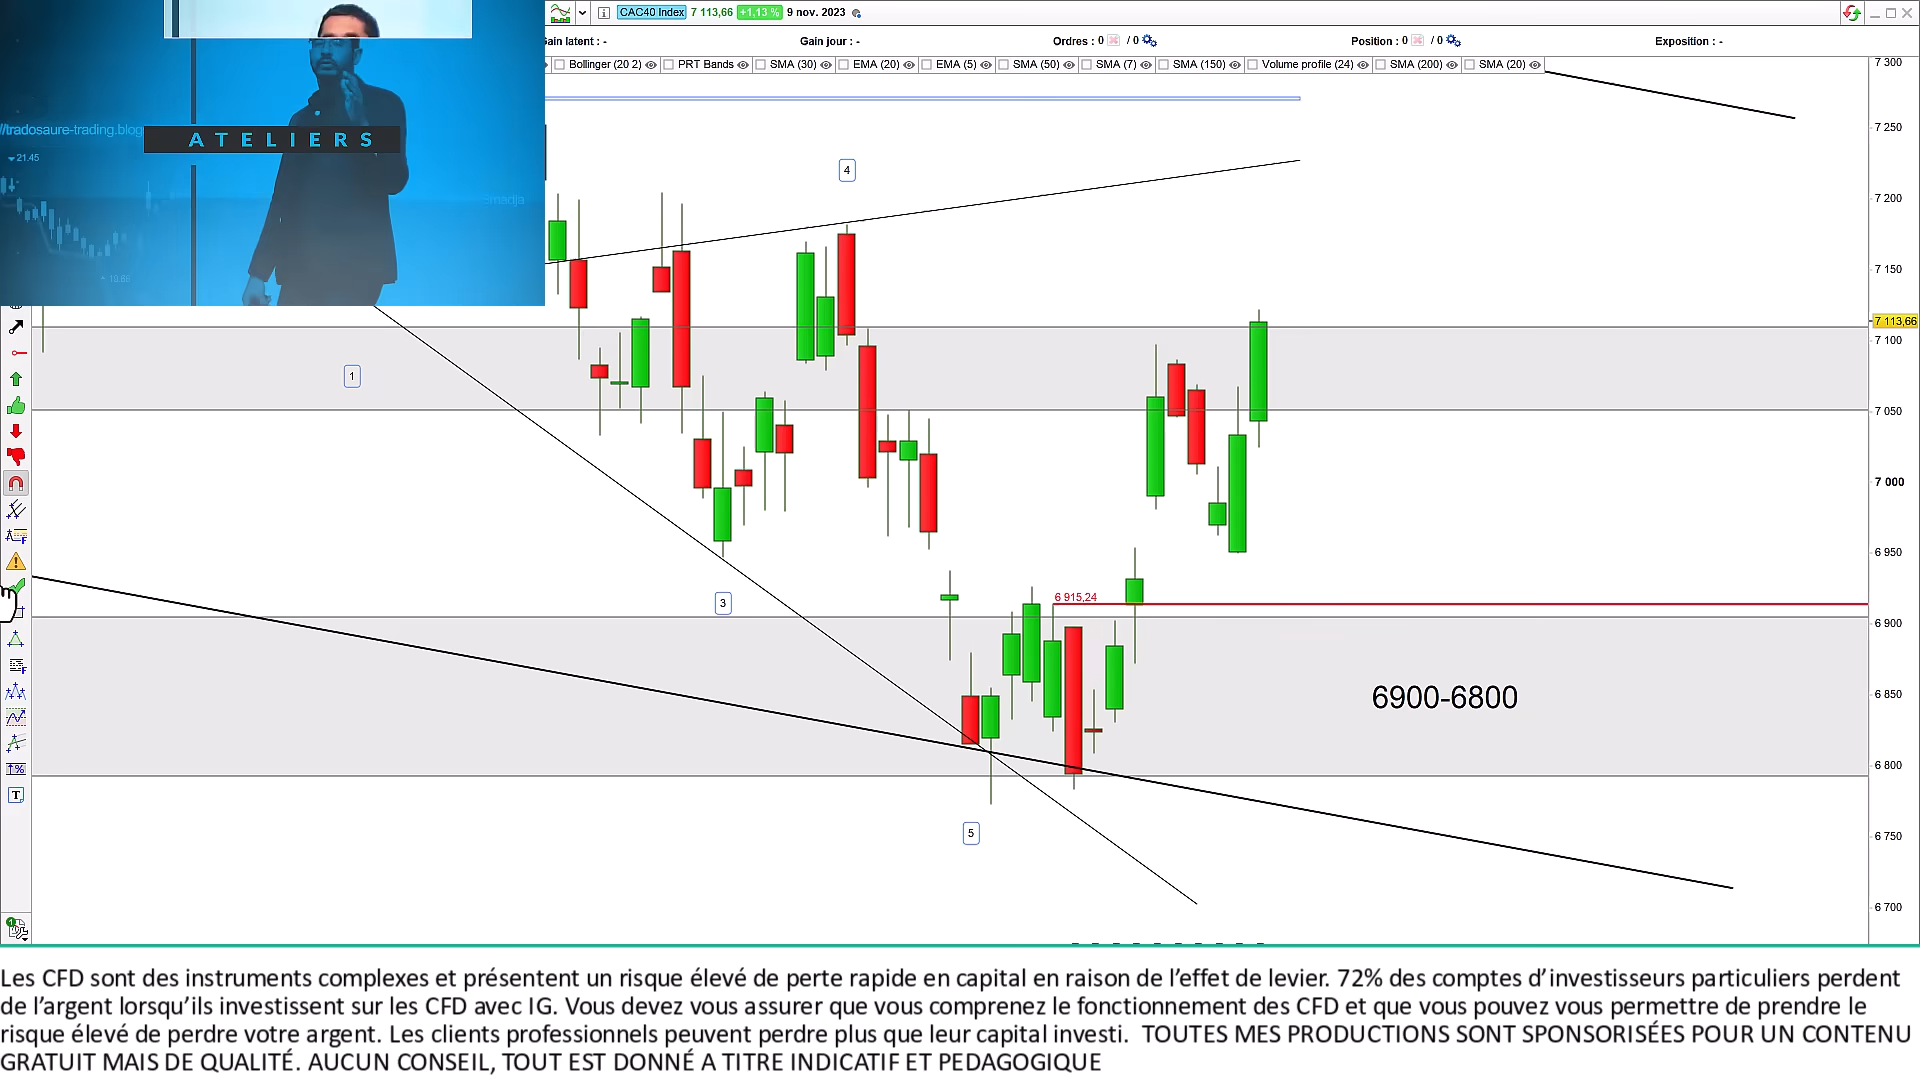 CAC40 Index 7 113,66 +1,13 % 9 nov. 2023
Gain latent : - Gain jour : - Ordres : 0 / 0 Position : 0 / 0 Exposition : -
Bollinger (20 2) PRT Bands SMA (30) EMA (20) EMA (5) SMA (50) SMA (7) SMA (150) Volume profile (24) SMA (200) SMA (20)
//tradosaure-trading.blog
ATELIERS
21.45
7 300
7 250
4
7 200
7 150
7 113,66
7 100
1
7 050
7 000
6 950
6 915,24
3
6 900
6 850
6900-6800
6 800
5
6 750
6 700
Les CFD sont des instruments complexes et présentent un risque élevé de perte rapide en capital en raison de l’effet de levier. 72% des comptes d’investisseurs particuliers perdent
de l’argent lorsqu’ils investissent sur les CFD avec IG. Vous devez vous assurer que vous comprenez le fonctionnement des CFD et que vous pouvez vous permettre de prendre le
risque élevé de perdre votre argent. Les clients professionnels peuvent perdre plus que leur capital investi.  TOUTES MES PRODUCTIONS SONT SPONSORISÉES POUR UN CONTENU
GRATUIT MAIS DE QUALITÉ. AUCUN CONSEIL, TOUT EST DONNÉ A TITRE INDICATIF ET PEDAGOGIQUE